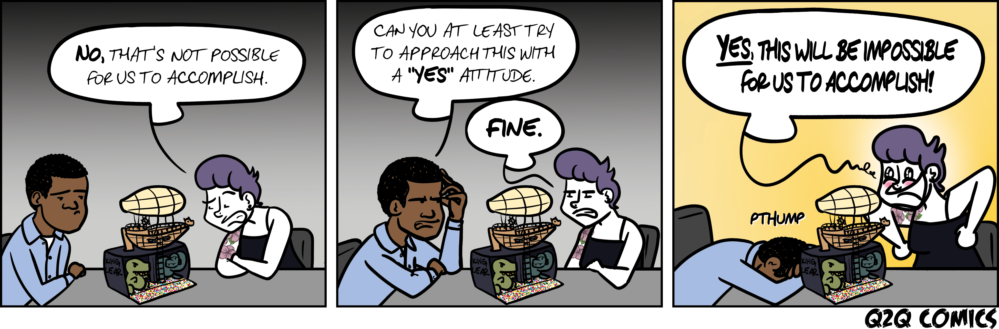 NO, THAT'S NOT POSSIBLE
FOR US TO ACCOMPLISH.
KING
LEAR
CAN YOU AT LEAST TRY
TO APPROACH THIS WITH
A "YES" ATTITUDE.
FINE.
KING
LEAR
YES, THIS WILL BE IMPOSSIBLE
FOR US TO ACCOMPLISH!
PTHUMP
KING
LEAR
Q2Q COMICS